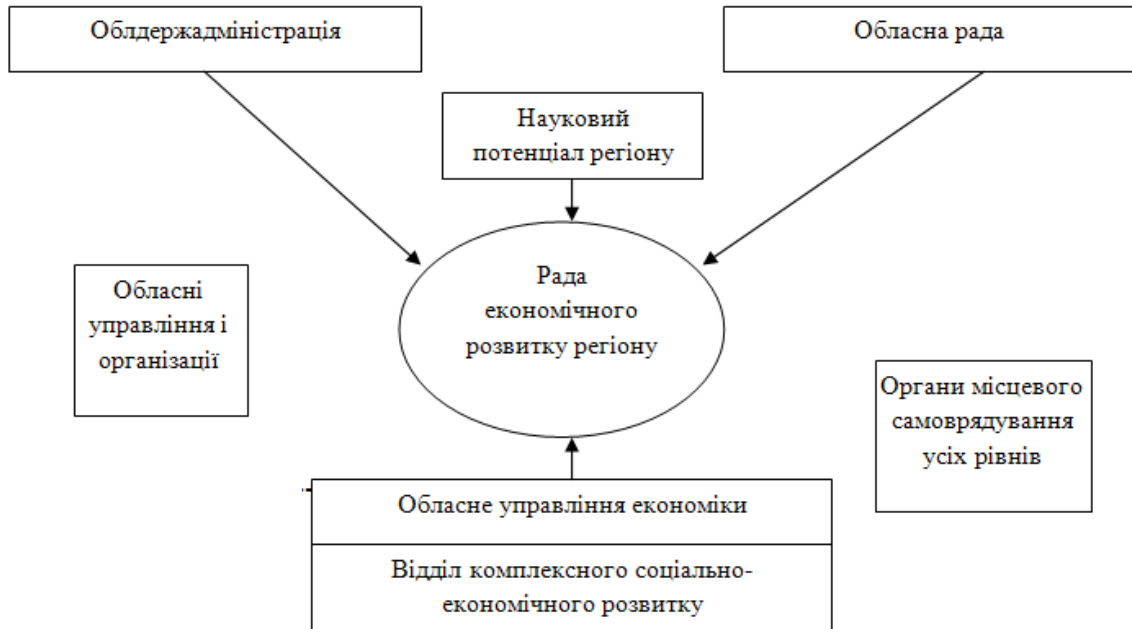 Облдержадміністрація
Обласна рада
Науковий
потенціал регіону
Рада
економічного
розвитку регіону
Обласні
управління і
організації
Органи місцевого
самоврядування
усіх рівнів
Обласне управління економіки
Відділ комплексного соціально-
економічного розвитку